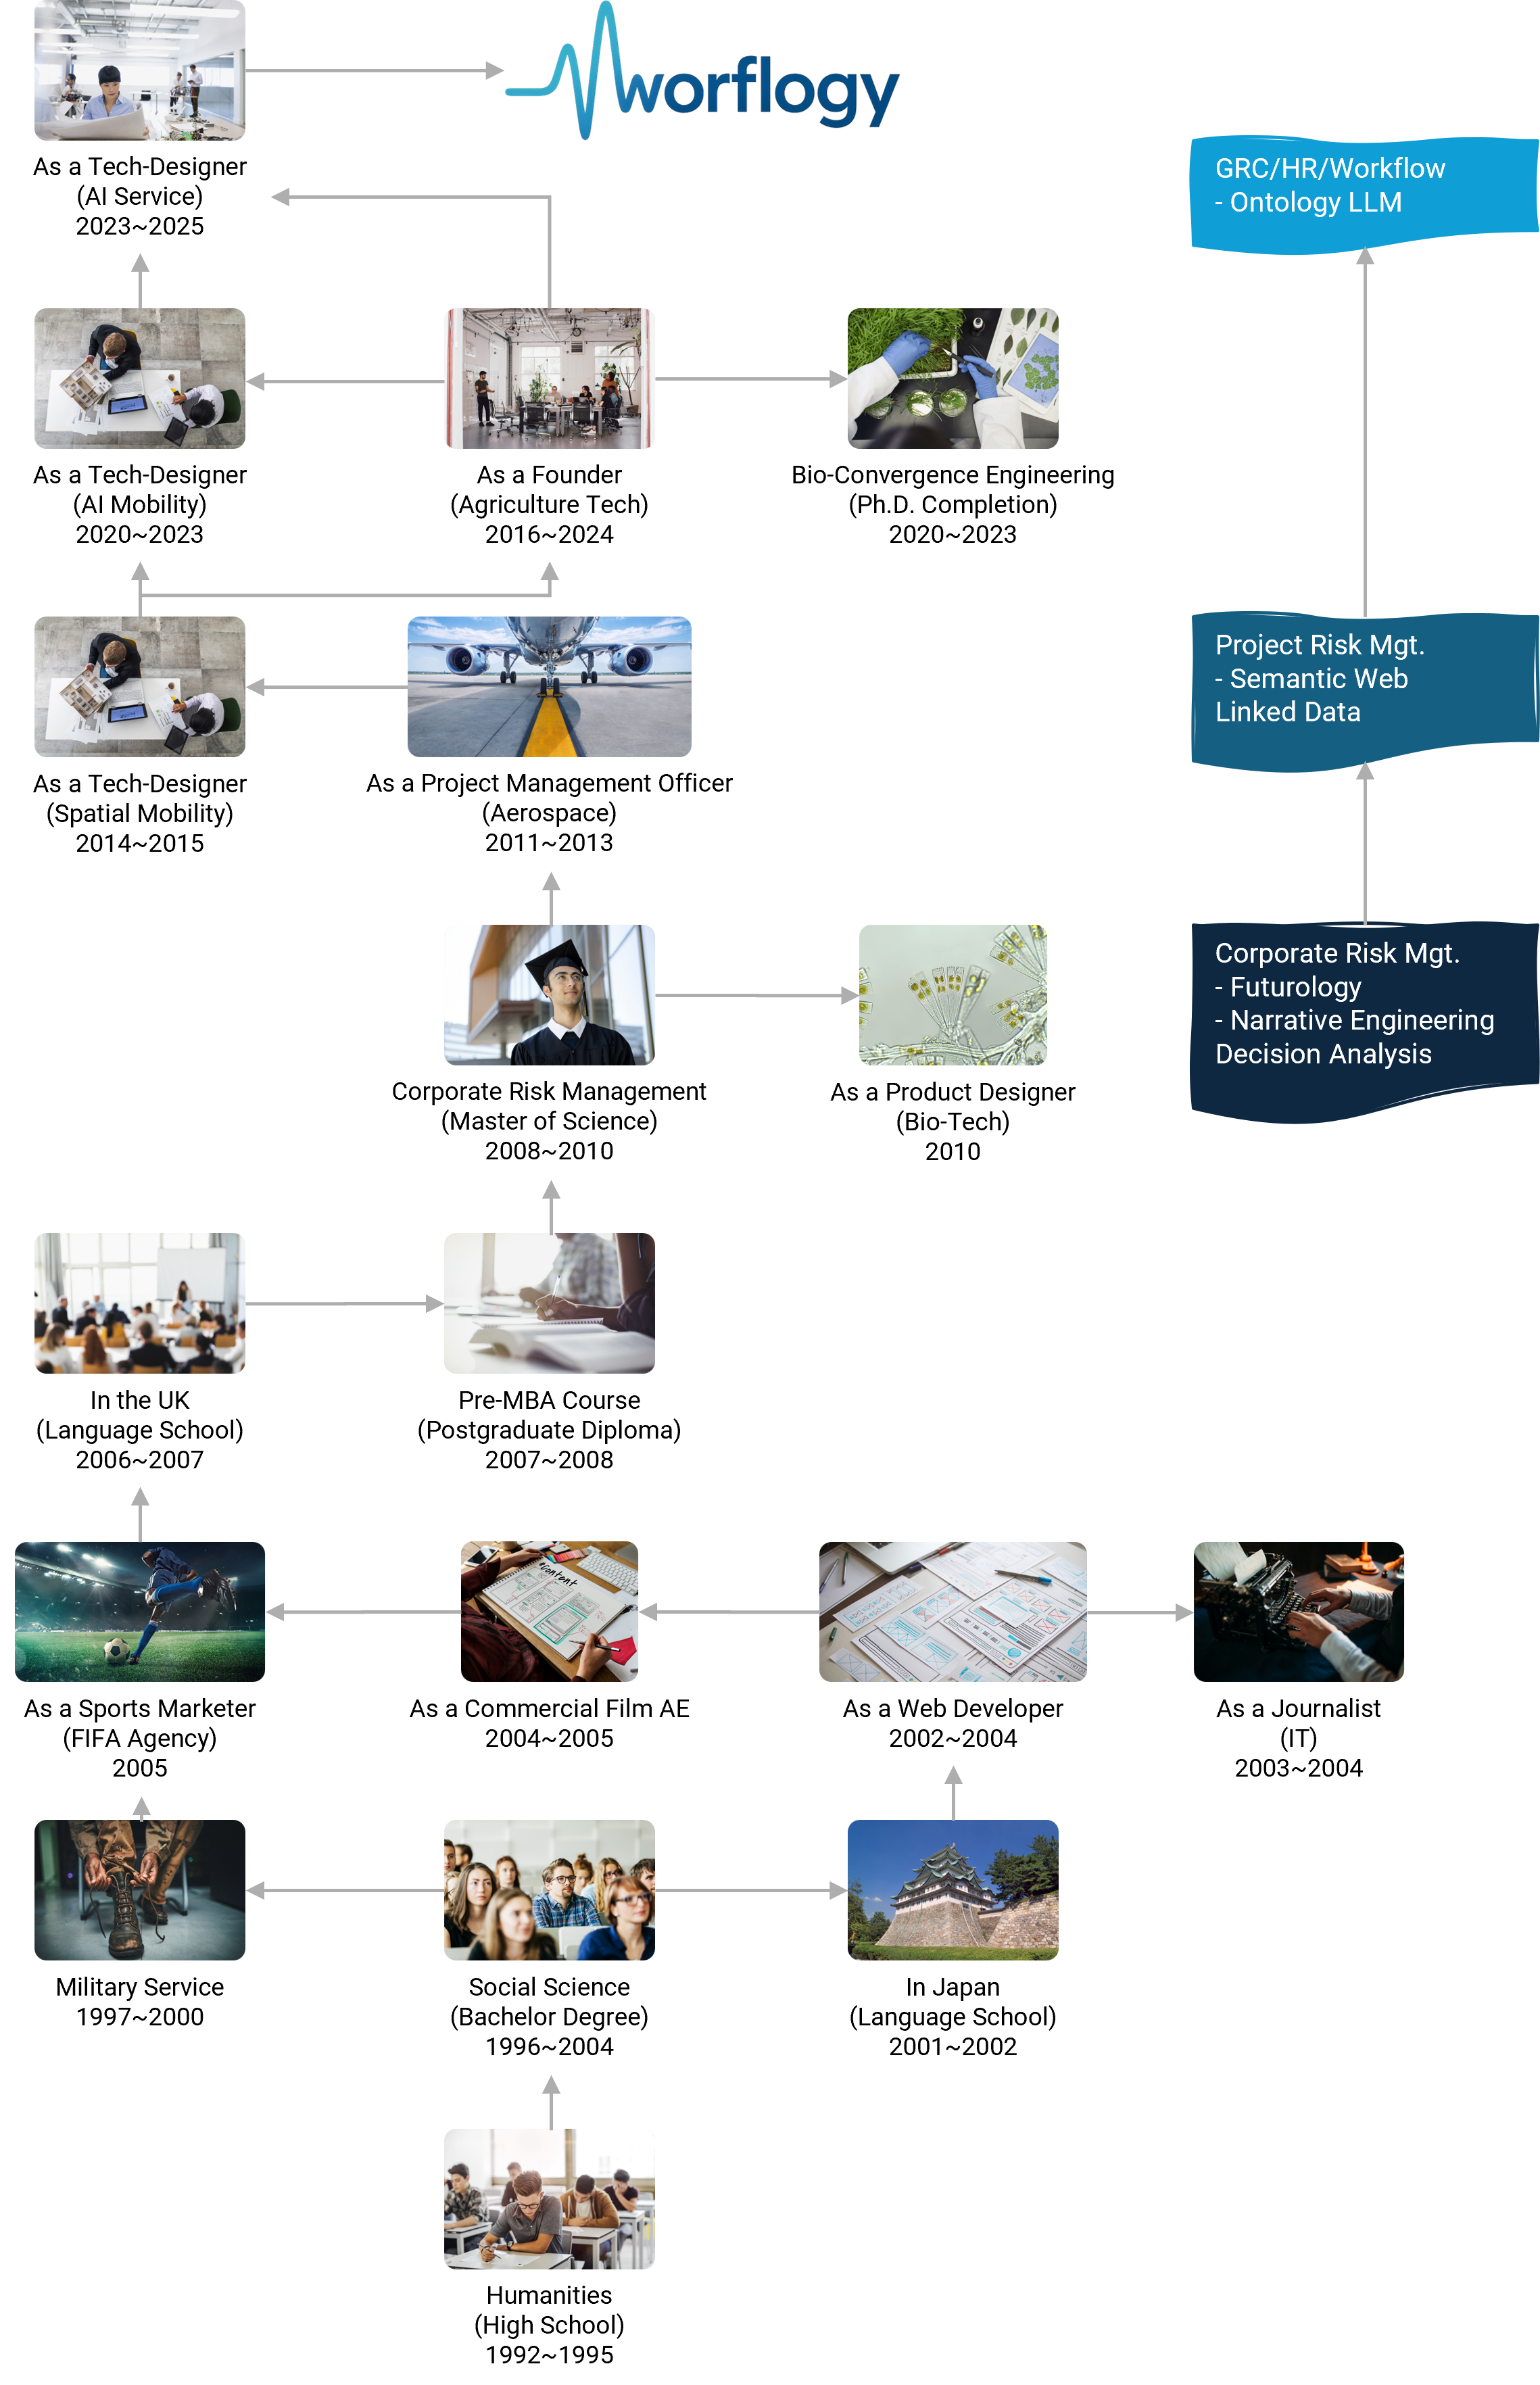 worflogy
As a Tech-Designer
(AI Service)
2023~2025
GRC/HR/Workflow
- Ontology LLM
As a Tech-Designer
(AI Mobility)
2020~2023
As a Founder
(Agriculture Tech)
2016~2024
Bio-Convergence Engineering
(Ph.D. Completion)
2020~2023
Project Risk Mgt.
- Semantic Web
Linked Data
As a Tech-Designer
(Spatial Mobility)
2014~2015
As a Project Management Officer
(Aerospace)
2011~2013
Corporate Risk Mgt.
- Futurology
- Narrative Engineering
Decision Analysis
Corporate Risk Management
(Master of Science)
2008~2010
As a Product Designer
(Bio-Tech)
2010
In the UK
(Language School)
2006~2007
Pre-MBA Course
(Postgraduate Diploma)
2007~2008
content
As a Sports Marketer
(FIFA Agency)
2005
As a Commercial Film AE
2004~2005
As a Web Developer
2002~2004
As a Journalist
(IT)
2003~2004
Military Service
1997~2000
Social Science
(Bachelor Degree)
1996~2004
In Japan
(Language School)
2001~2002
Humanities
(High School)
1992~1995